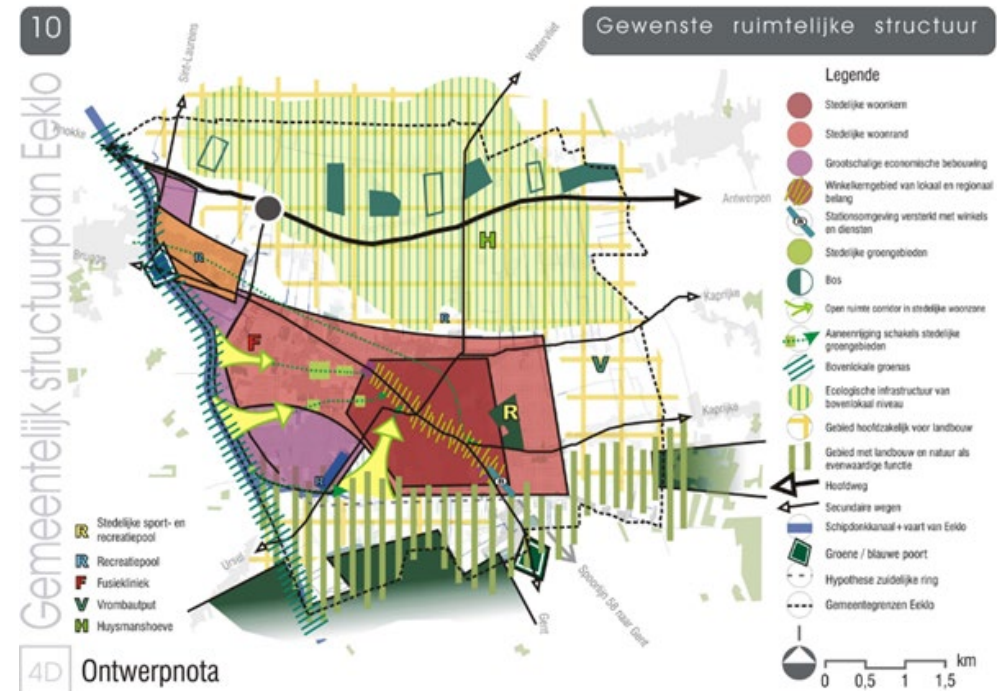 10
Gewenste ruimtelijke structuur
Gemeentelijk structuurplan Eeklo
Sint-Laureins
Watervliet
Knokke
Antwerpen
Brugge
Kaprijke
Kaprijke
Ursel
Gent
Spoorlijn 58 naar Gent
H
R
R
F
V
R
R
R
Legende
Stedelijke woonkern
Stedelijke woonrand
Grootschalige economische bebouwing
Winkelkerngebied van lokaal en regionaal
belang
Stationsomgeving versterkt met winkels
en diensten
Stedelijke groengebieden
Bos
Open ruimte corridor in stedelijke woonzone
Aaneenrijging schakels stedelijke
groengebieden
Bovenlokale groenas
Ecologische infrastructuur van
bovenlokaal niveau
Gebied hoofdzakelijk voor landbouw
Gebied met landbouw en natuur als
evenwaardige functie
Hoofdweg
Secundaire wegen
Schipdonkkanaal + vaart van Eeklo
Groene / blauwe poort
Hypothese zuidelijke ring
Gemeentegrenzen Eeklo
R Stedelijke sport- en
recreatiepool
R Recreatiepool
F Fusiekliniek
V Vrombautput
H Huysmanshoeve
km
0 0,5 1 1,5
4D Ontwerpnota